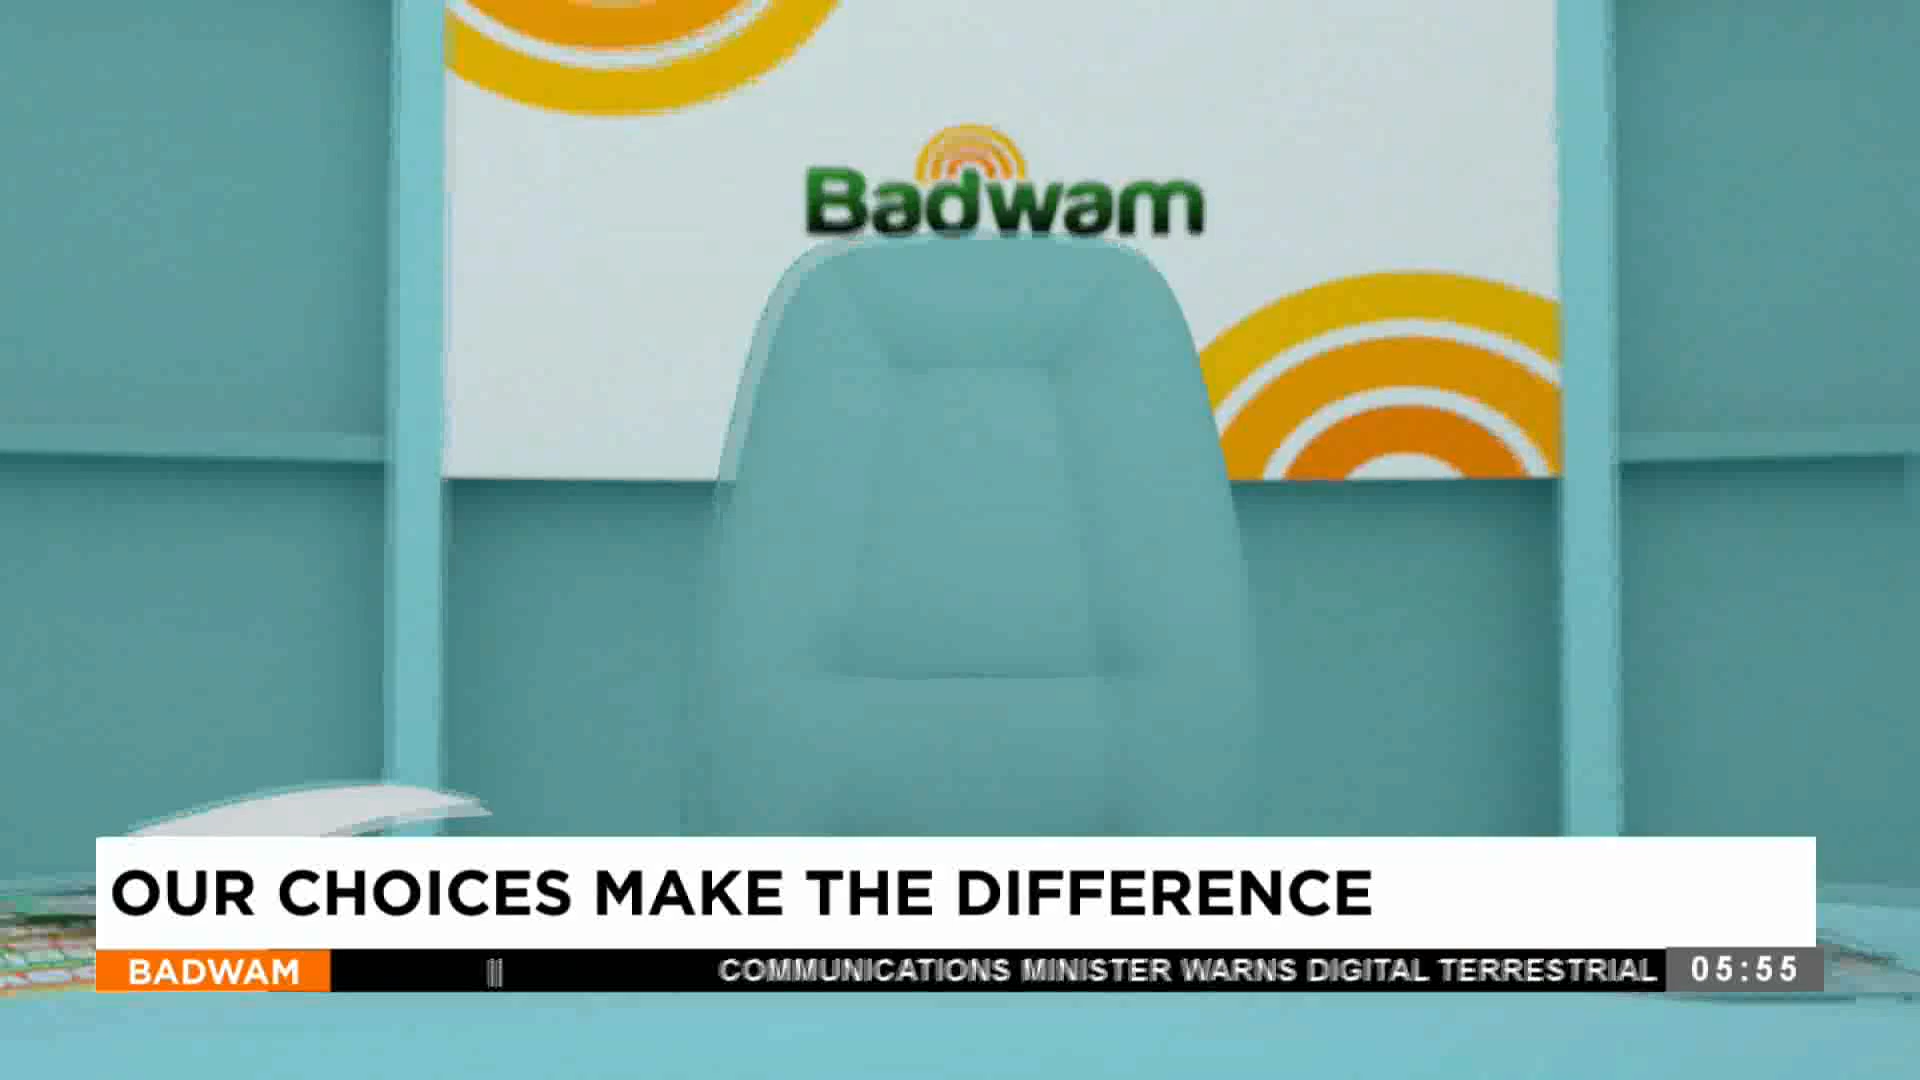 Badwam
OUR CHOICES MAKE THE DIFFERENCE
BADWAM
COMMUNICATIONS MINISTER WARNS DIGITAL TERRESTRIAL
05:55